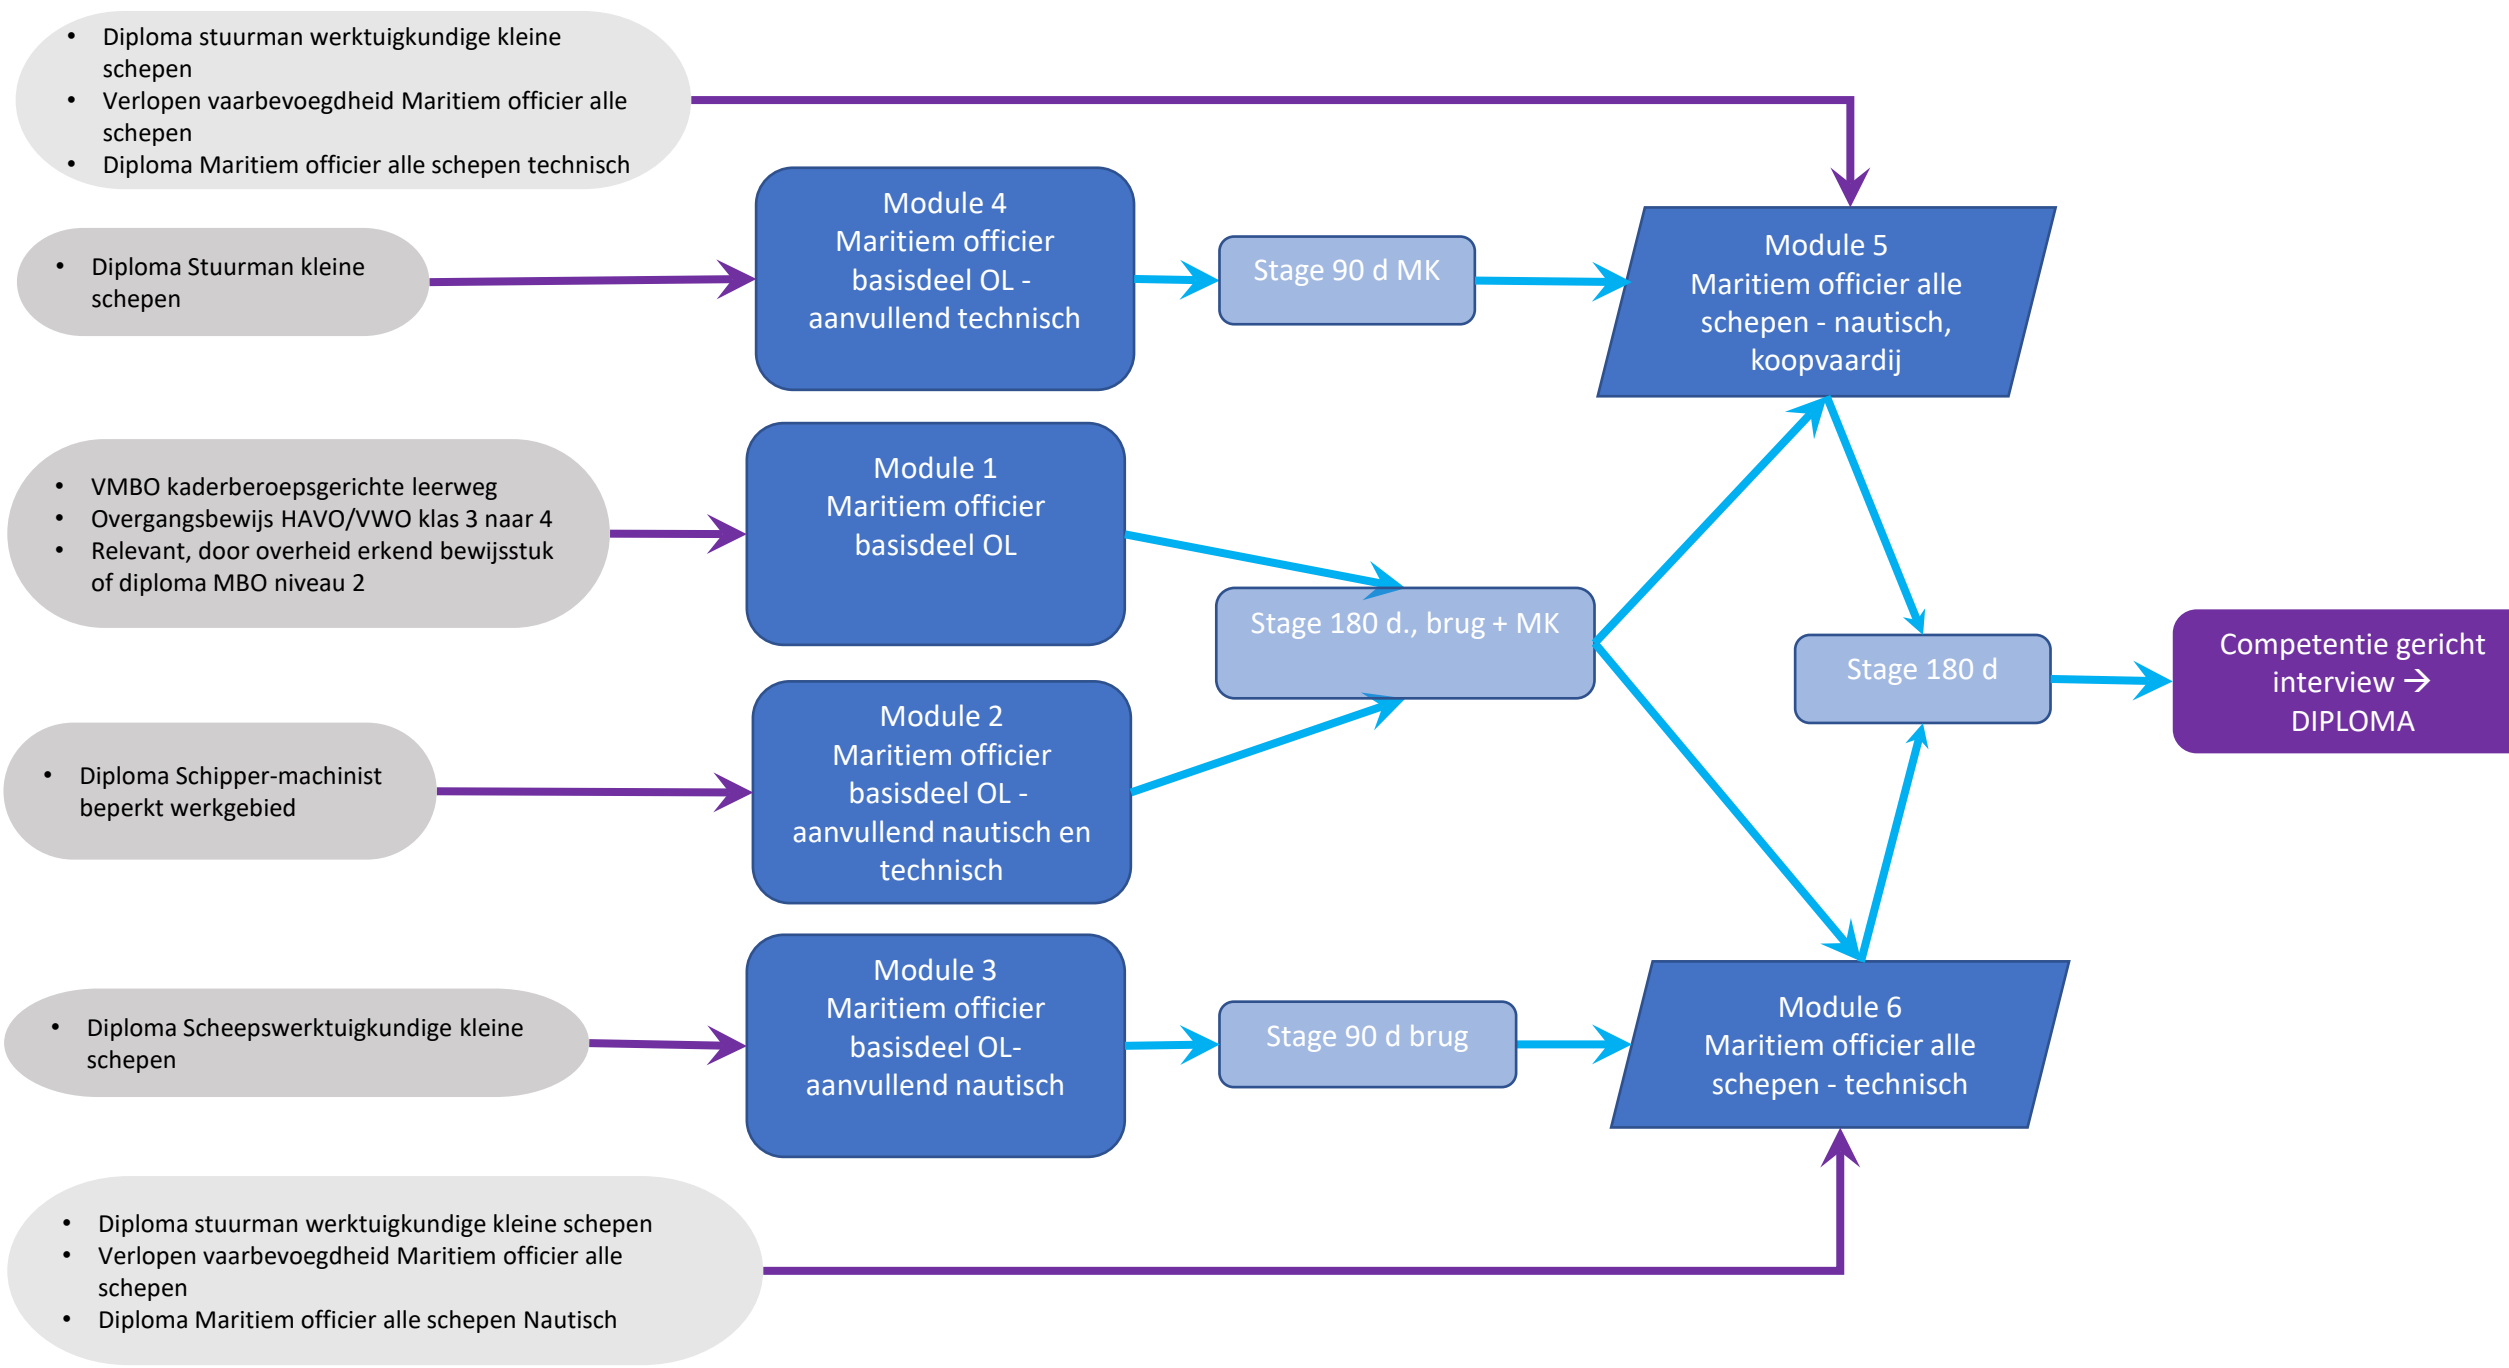 • Diploma stuurman werktuigkundige kleine
schepen
• Verlopen vaarbevoegdheid Maritiem officier alle
schepen
• Diploma Maritiem officier alle schepen technisch
• Diploma Stuurman kleine
schepen
Module 4
Maritiem officier
basisdeel OL -
aanvullend technisch
Stage 90 d MK
Module 5
Maritiem officier alle
schepen - nautisch,
koopvaardij
• VMBO kaderberoepsgerichte leerweg
• Overgangsbewijs HAVO/VWO klas 3 naar 4
• Relevant, door overheid erkend bewijsstuk
of diploma MBO niveau 2
Module 1
Maritiem officier
basisdeel OL
Stage 180 d., brug + MK
Stage 180 d
Competentie gericht
interview →
DIPLOMA
• Diploma Schipper-machinist
beperkt werkgebied
Module 2
Maritiem officier
basisdeel OL -
aanvullend nautisch en
technisch
• Diploma Scheepswerktuigkundige kleine
schepen
Module 3
Maritiem officier
basisdeel OL-
aanvullend nautisch
Stage 90 d brug
Module 6
Maritiem officier alle
schepen - technisch
• Diploma stuurman werktuigkundige kleine schepen
• Verlopen vaarbevoegdheid Maritiem officier alle
schepen
• Diploma Maritiem officier alle schepen Nautisch